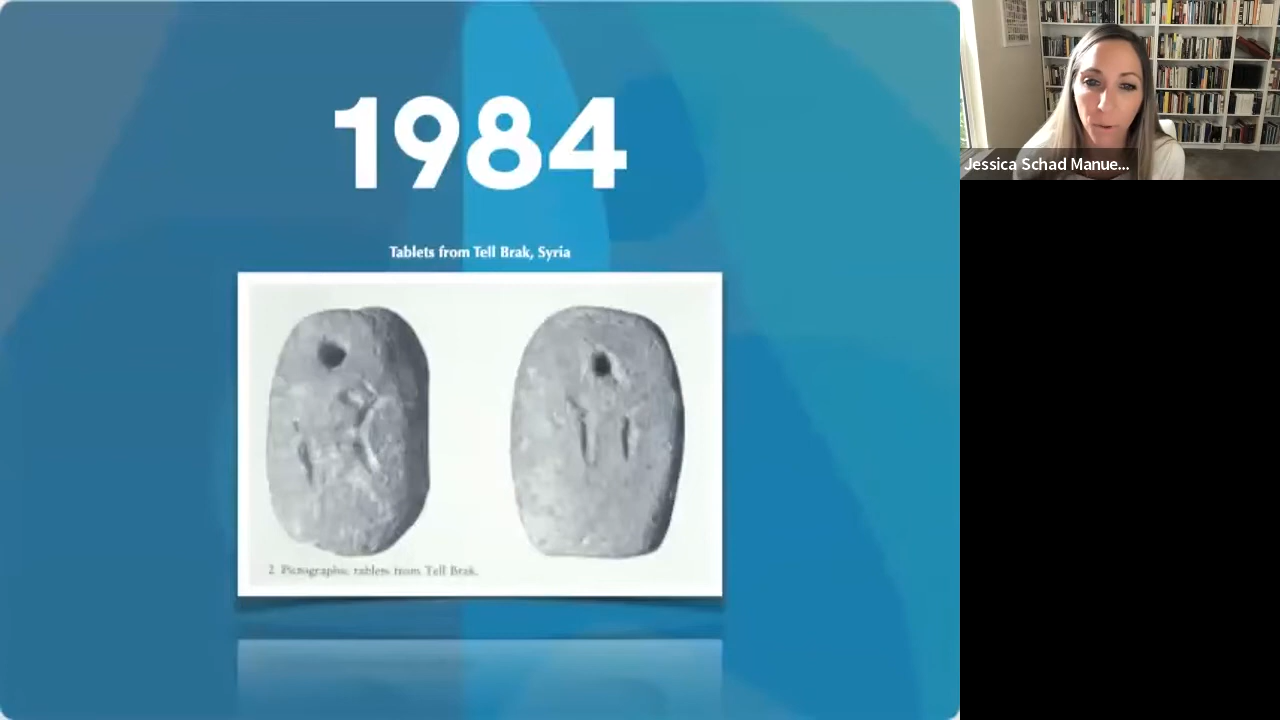 1984
Tablets from Tell Brak, Syria
2 Pictographic tablets from Tell Brak.
Jessica Schad Manue...